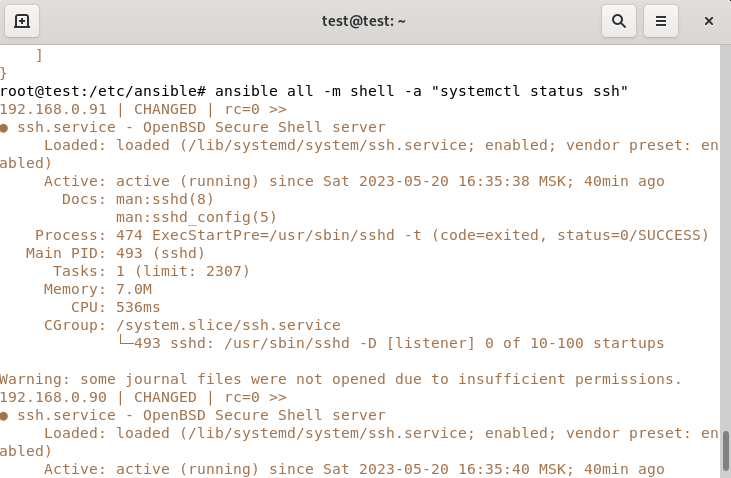 test@test: ~
    ]
}
root@test:/etc/ansible# ansible all -m shell -a "systemctl status ssh"
192.168.0.91 | CHANGED | rc=0 >>
● ssh.service - OpenBSD Secure Shell server
     Loaded: loaded (/lib/systemd/system/ssh.service; enabled; vendor preset: en
abled)
     Active: active (running) since Sat 2023-05-20 16:35:38 MSK; 40min ago
       Docs: man:sshd(8)
             man:sshd_config(5)
    Process: 474 ExecStartPre=/usr/sbin/sshd -t (code=exited, status=0/SUCCESS)
   Main PID: 493 (sshd)
      Tasks: 1 (limit: 2307)
     Memory: 7.0M
        CPU: 536ms
     CGroup: /system.slice/ssh.service
             └─493 sshd: /usr/sbin/sshd -D [listener] 0 of 10-100 startups

Warning: some journal files were not opened due to insufficient permissions.
192.168.0.90 | CHANGED | rc=0 >>
● ssh.service - OpenBSD Secure Shell server
     Loaded: loaded (/lib/systemd/system/ssh.service; enabled; vendor preset: en
abled)
     Active: active (running) since Sat 2023-05-20 16:35:40 MSK; 40min ago